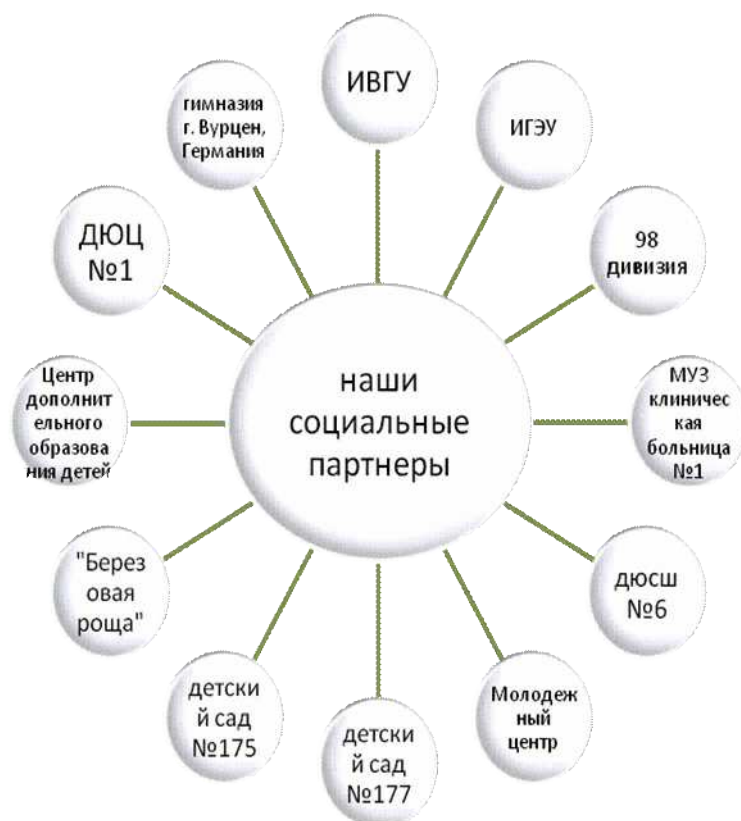 ИВГУ
ИГЭУ
98
дивизия
МУЗ
клиничес
кая
больница
№1
дюсш
№6
Молодеж
ный
центр
детски
й сад
№177
детски
й сад
№175
"Берез
овая
роща"
Центр
дополнит
ельного
образова
ния детей
ДЮЦ
№1
гимназия
г. Вурцен,
Германия
наши
социальные
партнеры